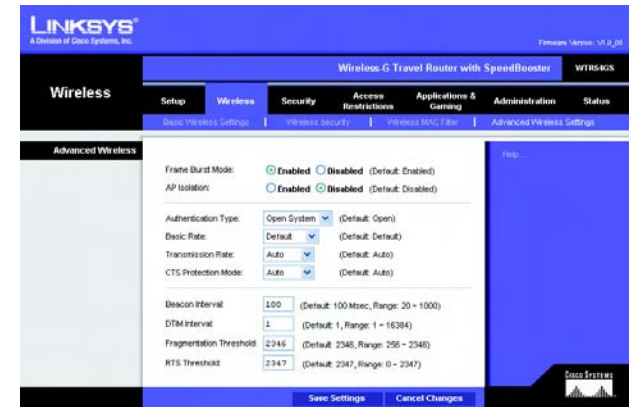 LINKSYS®
A Division of Cisco Systems, Inc.
Firmware Version: V1.0_00
Wireless-G Travel Router with SpeedBooster WTR54GS
Wireless
Setup Wireless Security Access Restrictions Applications & Gaming Administration Status
Basic Wireless Settings | Wireless Security | Wireless MAC Filter | Advanced Wireless Settings
Advanced Wireless
Help...
Frame Burst Mode: Enabled Disabled (Default: Enabled)
AP Isolation: Enabled Disabled (Default: Disabled)
Authentication Type: Open System (Default: Open)
Basic Rate: Default (Default: Default)
Transmission Rate: Auto (Default: Auto)
CTS Protection Mode: Auto (Default: Auto)
Beacon Interval: 100 (Default: 100 Msec, Range: 20 ~ 1000)
DTIM Interval: 1 (Default: 1, Range: 1 ~ 16384)
Fragmentation Threshold: 2346 (Default: 2346, Range: 256 ~ 2346)
RTS Threshold: 2347 (Default: 2347, Range: 0 ~ 2347)
Save Settings Cancel Changes
CISCO SYSTEMS